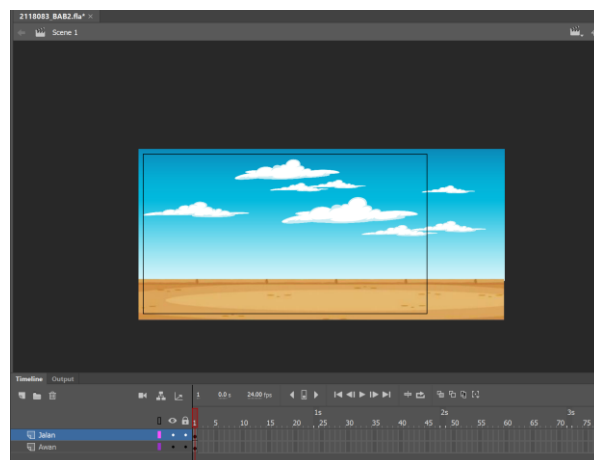 2118083_BAB2.fla* ×
Scene 1
Timeline Output
1 0.0 s 24.00 fps
1s 2s 3s
1 5 10 15 20 25 30 35 40 45 50 55 60 65 70 75
Jalan
Awan